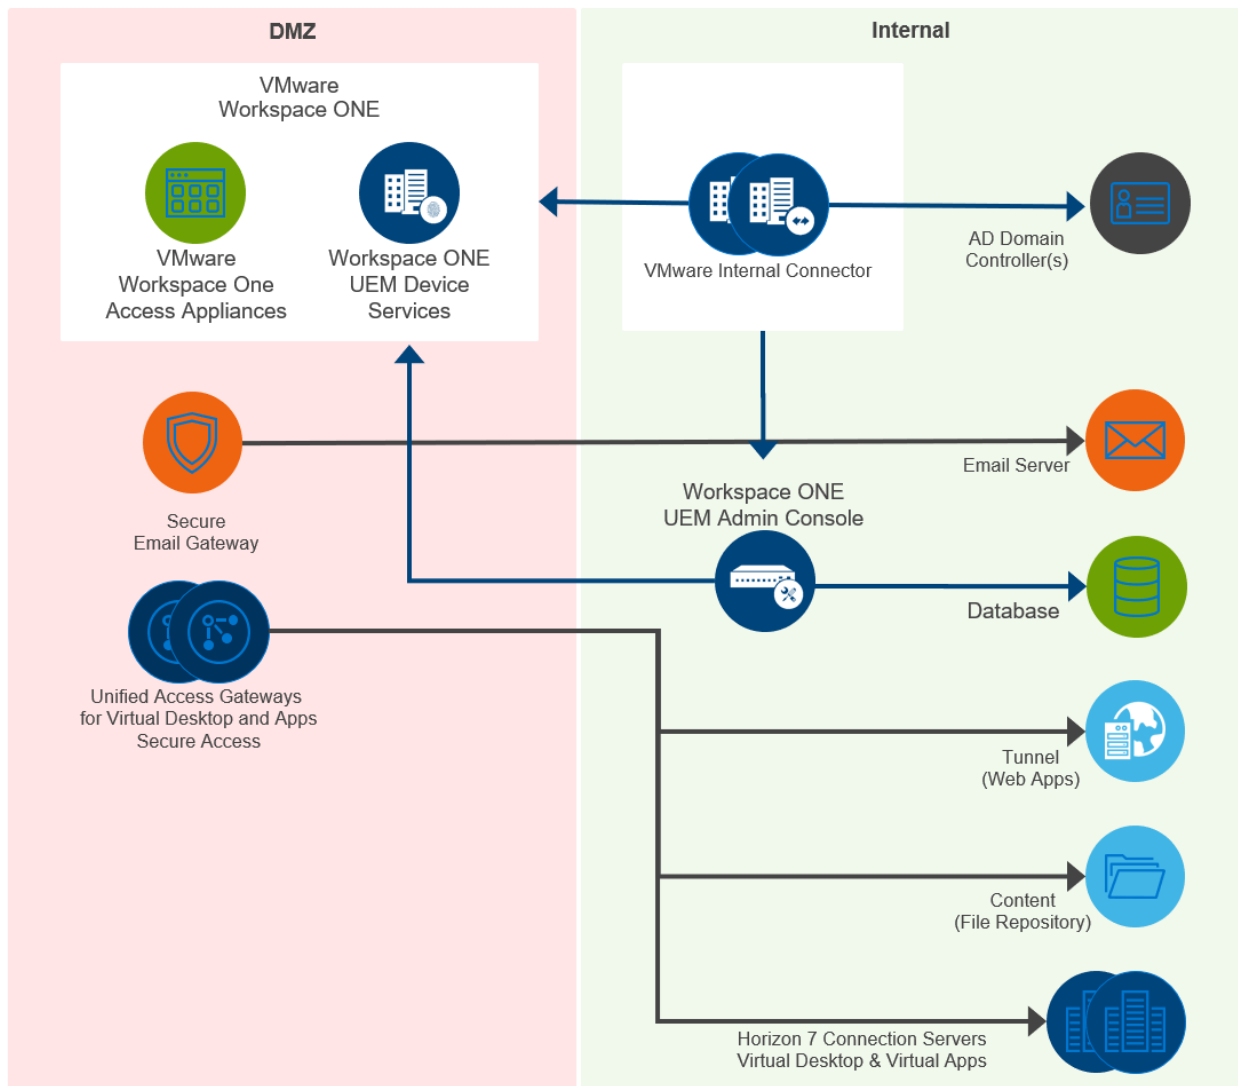 DMZ
Internal
VMware
Workspace ONE
VMware
Workspace One
Access Appliances
Workspace ONE
UEM Device
Services
VMware Internal Connector
AD Domain
Controller(s)
Secure
Email Gateway
Email Server
Workspace ONE
UEM Admin Console
Database
Unified Access Gateways
for Virtual Desktop and Apps
Secure Access
Tunnel
(Web Apps)
Content
(File Repository)
Horizon 7 Connection Servers
Virtual Desktop & Virtual Apps